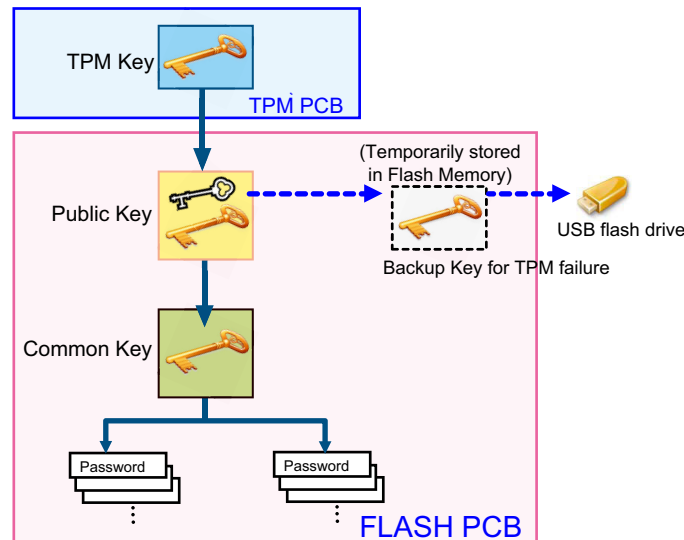 TPM Key
TPM PCB
(Temporarily stored
in Flash Memory)
Public Key
USB flash drive
Backup Key for TPM failure
Common Key
Password
Password
FLASH PCB